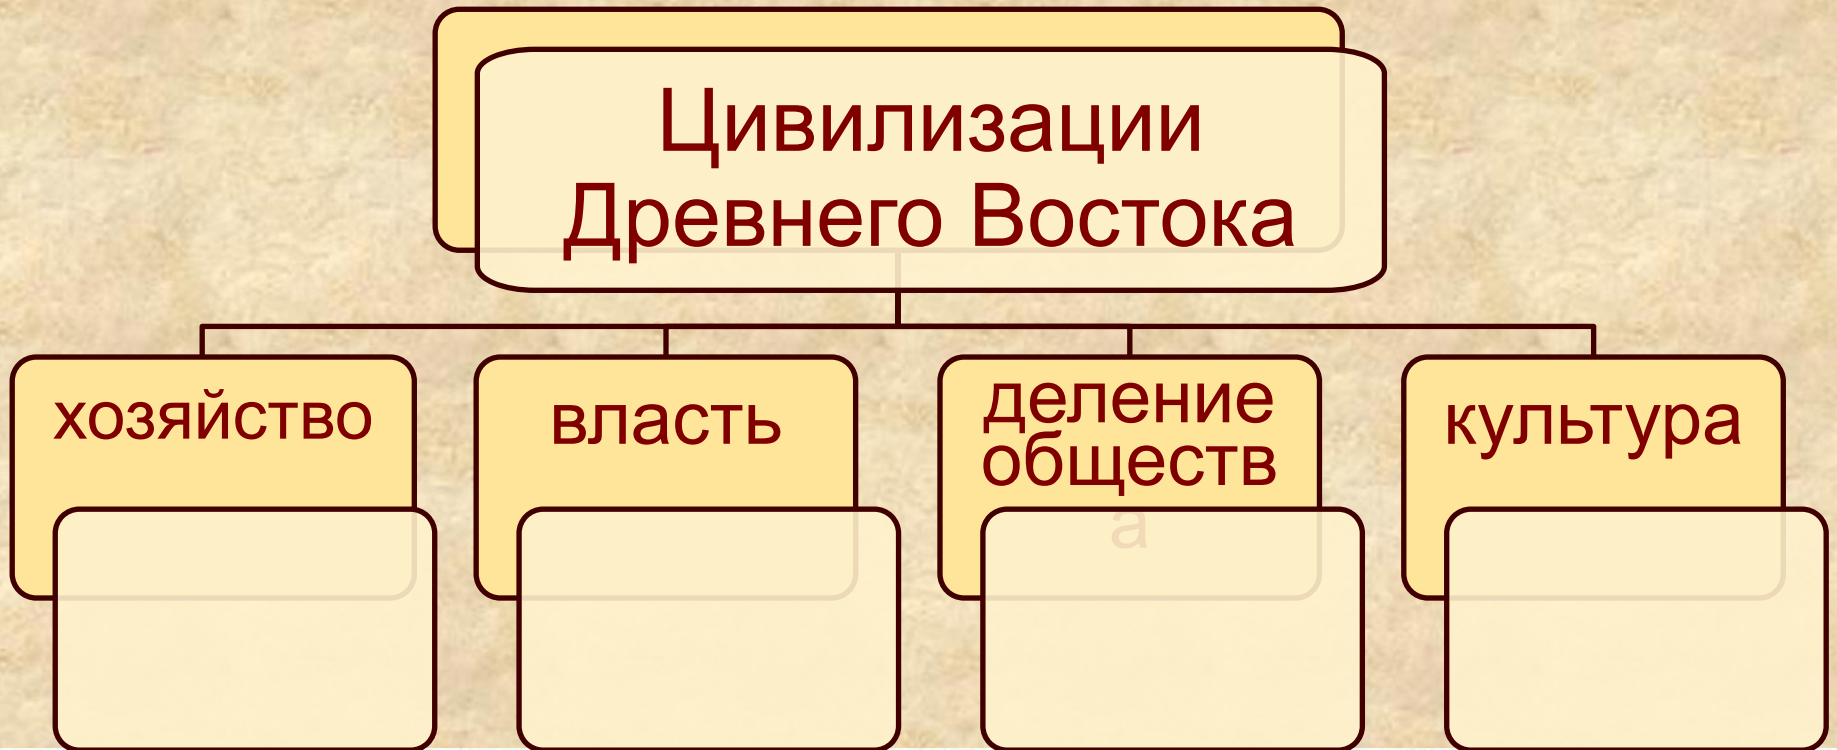 Цивилизации
Древнего Востока
хозяйство
власть
деление
обществ
а
культура